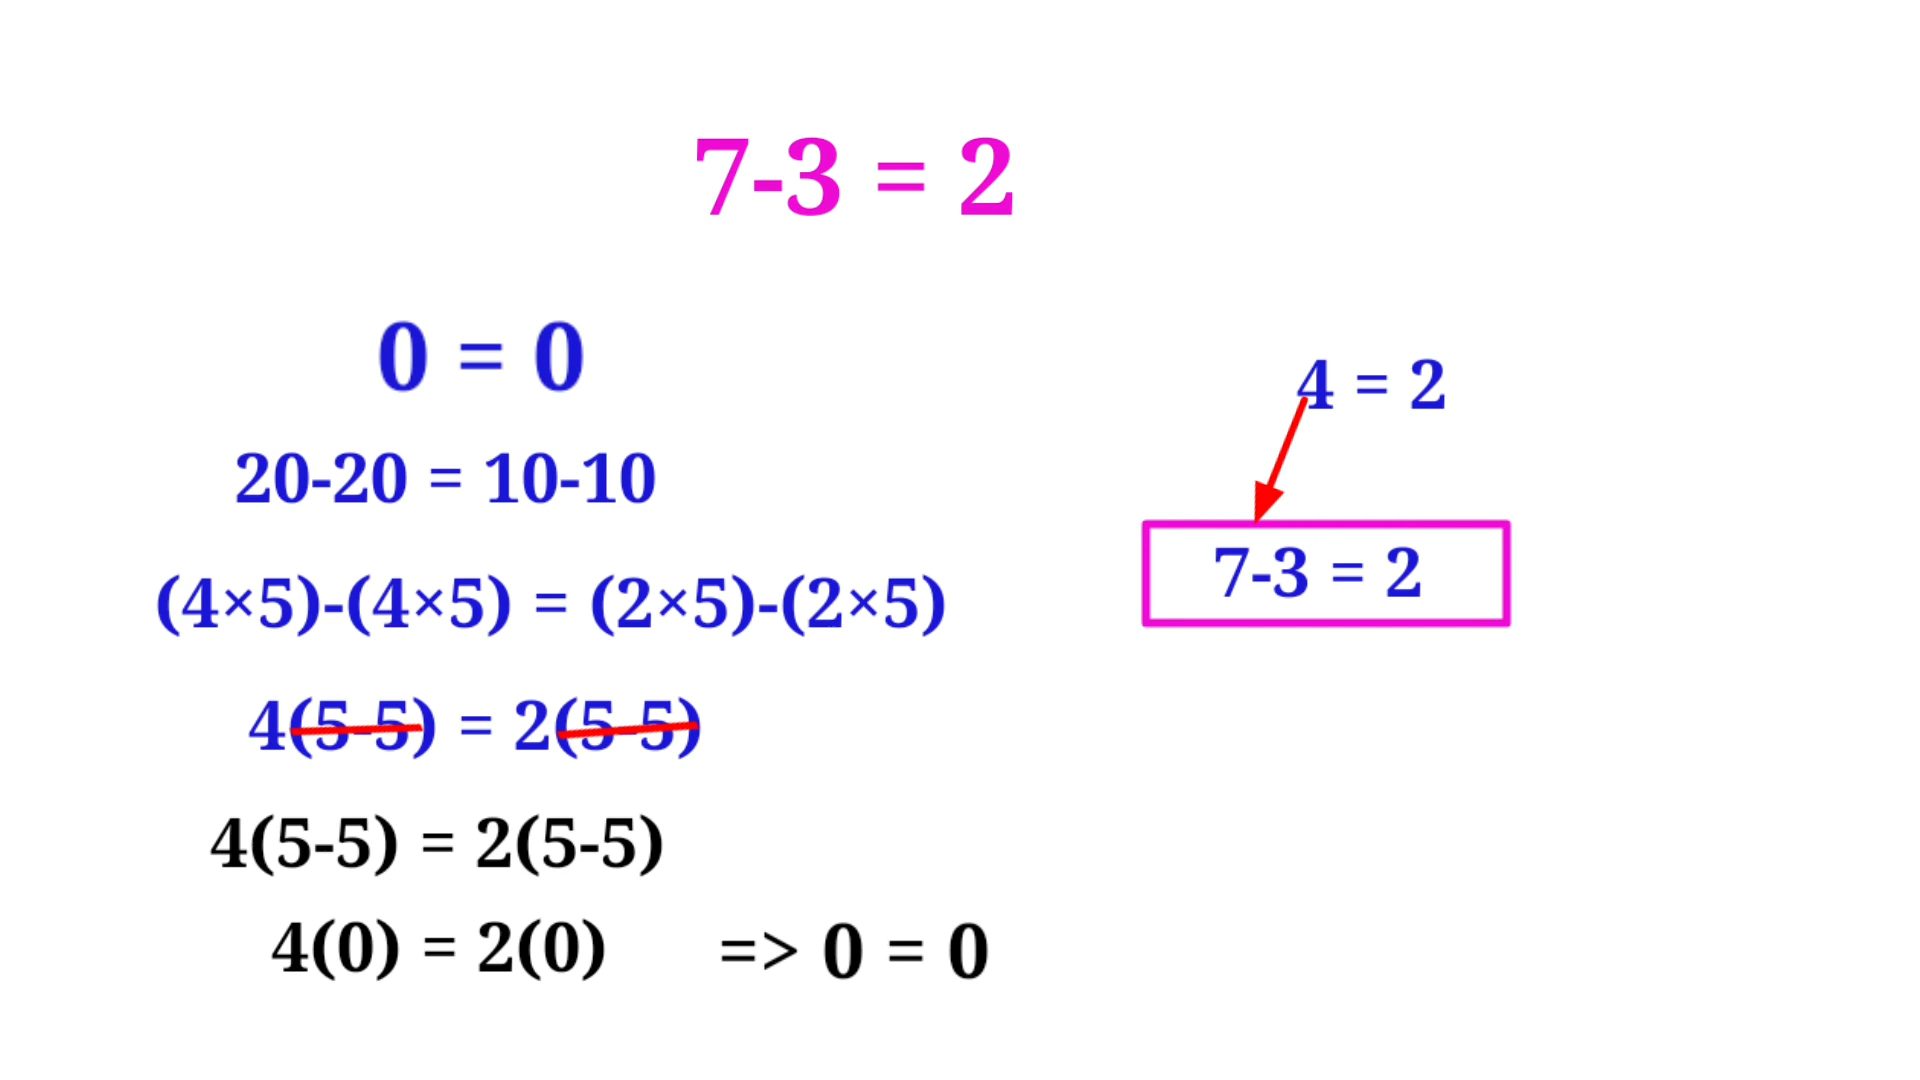 7-3 = 2
0 = 0
20-20 = 10-10
(4×5)-(4×5) = (2×5)-(2×5)
4(5-5) = 2(5-5)
4(5-5) = 2(5-5)
4(0) = 2(0) => 0 = 0
4 = 2
7-3 = 2